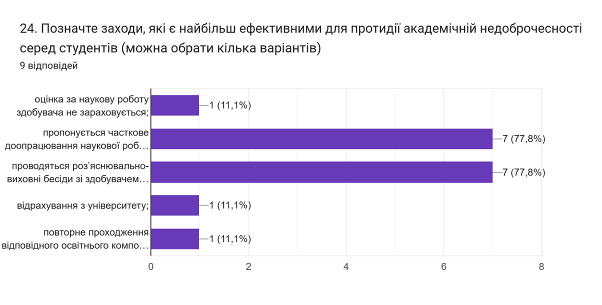 24. Позначте заходи, які є найбільш ефективними для протидії академічній недоброчесності
серед студентів (можна обрати кілька варіантів)
9 відповідей
оцінка за наукову роботу
здобувача не зараховується;
1 (11,1%)
пропонується часткове
доопрацювання наукової роб…
7 (77,8%)
проводяться роз’яснювально-
виховні бесіди зі здобувачем…
7 (77,8%)
відрахування з університету;
1 (11,1%)
повторне проходження
відповідного освітнього компо…
1 (11,1%)
0 2 4 6 8